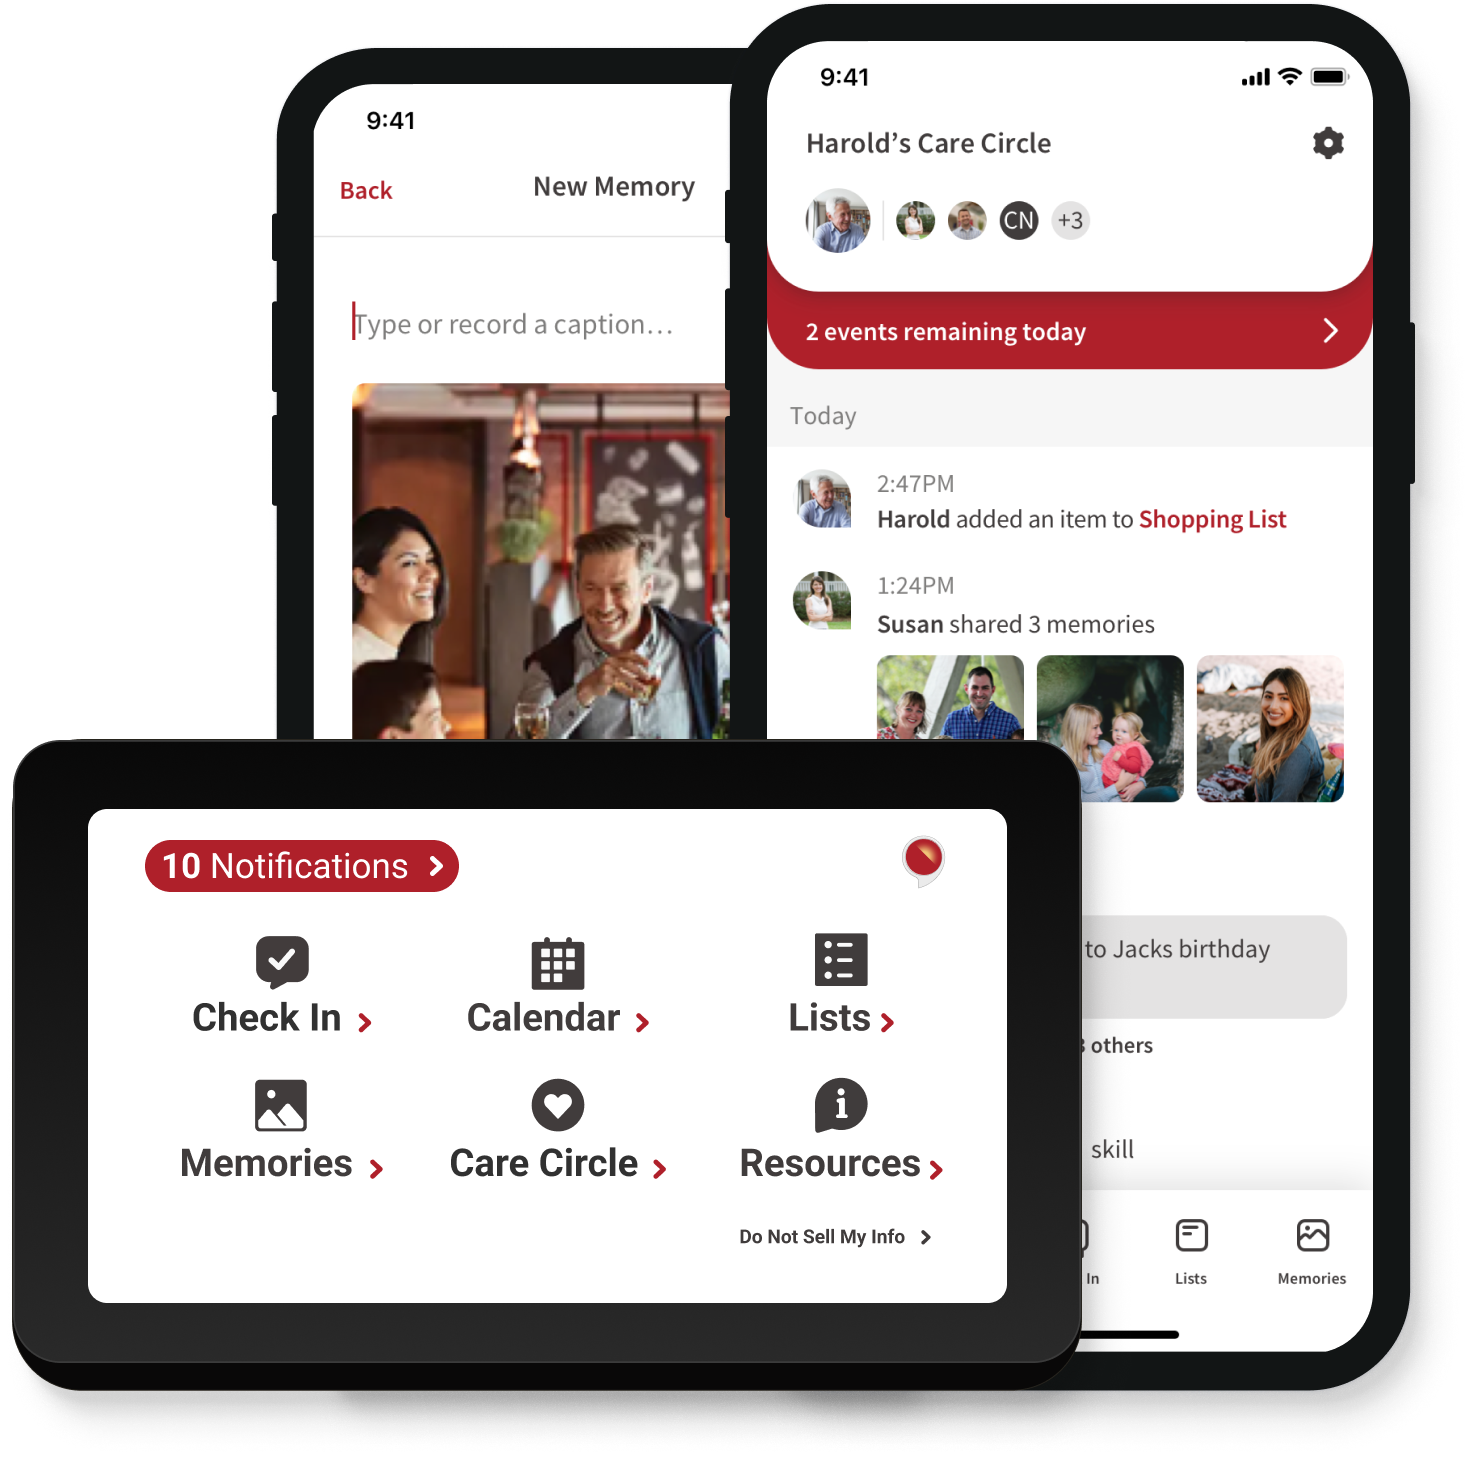 9:41
Back
New Memory
Type or record a caption…
9:41
Harold’s Care Circle
CN
+3
2 events remaining today
Today
2:47PM
Harold added an item to Shopping List
1:24PM
Susan shared 3 memories
to Jacks birthday
others
skill
In
Lists
Memories
10 Notifications
Check In
Calendar
Lists
Memories
Care Circle
Resources
Do Not Sell My Info